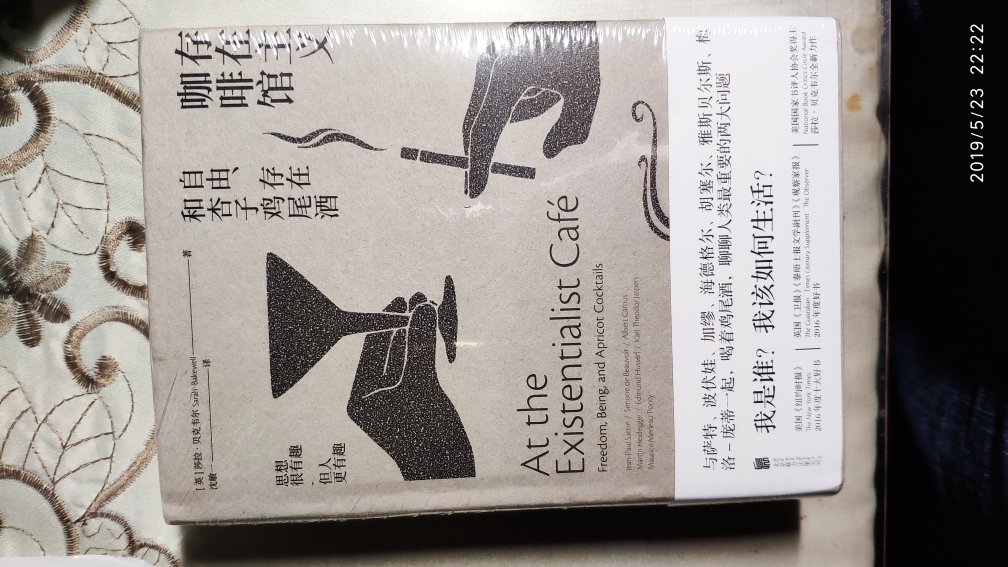 存在主义
咖啡馆
自由、存在
和杏子鸡尾酒
[英] 莎拉·贝克韦尔 Sarah Bakewell 著
沈敏一 译
思想
很有趣
但人
更有趣
At the
Existentialist Café
Freedom, Being, and Apricot Cocktails
Jean-Paul Sartre / Simone de Beauvoir / Albert Camus
Martin Heidegger / Edmund Husserl / Karl Theodor Jaspers
Maurice Merleau-Ponty
与萨特、波伏娃、加缪、海德格尔、胡塞尔、雅斯贝尔斯、梅
洛-庞蒂一起，喝着鸡尾酒，聊聊人类最重要的两大问题
我是谁？我该如何生活？
英国《纽约时报》
The New York Times
2016 年度十大好书
英国《卫报》《泰晤士报文学副刊》《观察家报》
The Guardian Times Literary Supplement The Observer
2016 年度好书
美国国家书评人协会奖得主
National Book Critics Circle Award
莎拉·贝克韦尔全新力作
2019/5/23 22:22